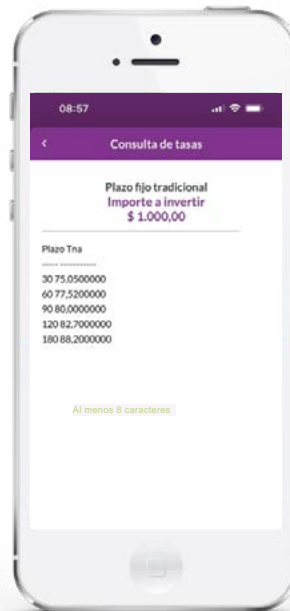 08:57
Consulta de tasas
Plazo fijo tradicional
Importe a invertir
$ 1.000,00
Plazo Tna
----- -----------
30 75,0500000
60 77,5200000
90 80,0000000
120 82,7000000
180 88,2000000
Al menos 8 caracteres